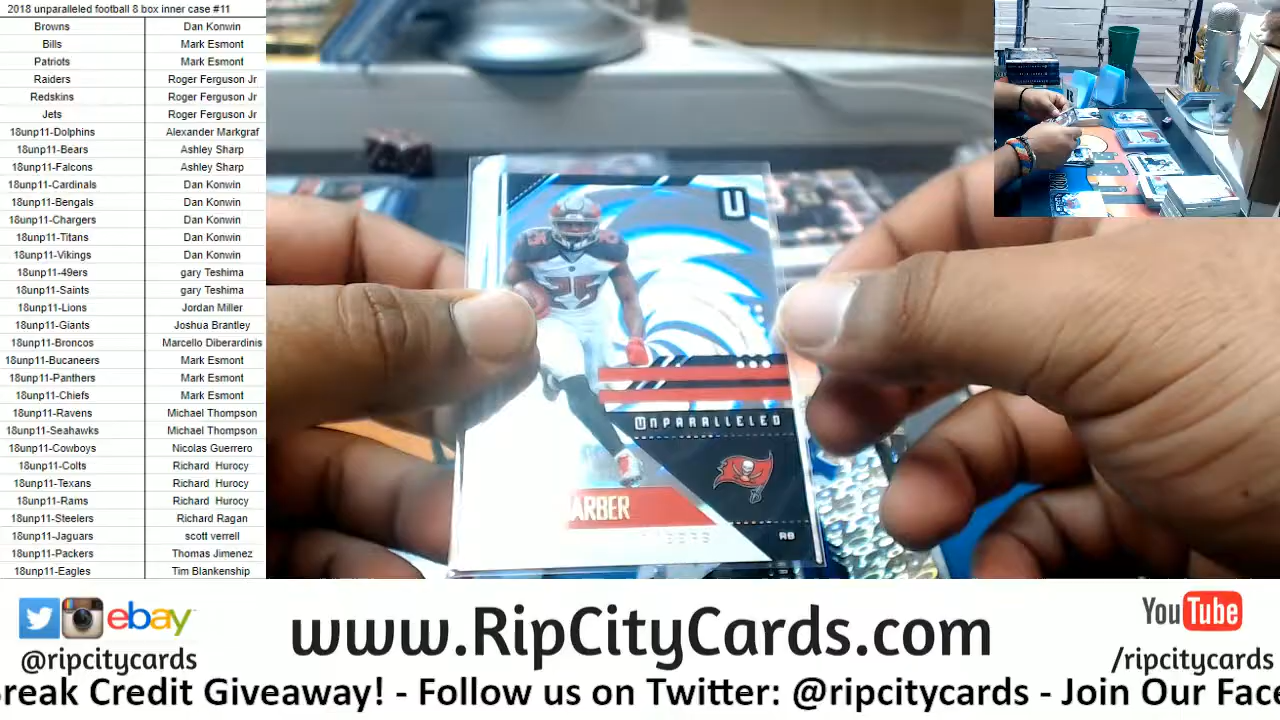 2018 unparalleled football 8 box inner case #11
Browns Dan Konwin
Bills Mark Esmont
Patriots Mark Esmont
Raiders Roger Ferguson Jr
Redskins Roger Ferguson Jr
Jets Roger Ferguson Jr
18unp11-Dolphins Alexander Markgraf
18unp11-Bears Ashley Sharp
18unp11-Falcons Ashley Sharp
18unp11-Cardinals Dan Konwin
18unp11-Bengals Dan Konwin
18unp11-Chargers Dan Konwin
18unp11-Titans Dan Konwin
18unp11-Vikings Dan Konwin
18unp11-49ers gary Teshima
18unp11-Saints gary Teshima
18unp11-Lions Jordan Miller
18unp11-Giants Joshua Brantley
18unp11-Broncos Marcello Diberardinis
18unp11-Bucaneers Mark Esmont
18unp11-Panthers Mark Esmont
18unp11-Chiefs Mark Esmont
18unp11-Ravens Michael Thompson
18unp11-Seahawks Michael Thompson
18unp11-Cowboys Nicolas Guerrero
18unp11-Colts Richard Hurocy
18unp11-Texans Richard Hurocy
18unp11-Rams Richard Hurocy
18unp11-Steelers Richard Ragan
18unp11-Jaguars scott verrell
18unp11-Packers Thomas Jimenez
18unp11-Eagles Tim Blankenship
U
25
UNPARALLELED
ARBER
RB
ebay
@ripcitycards
www.RipCityCards.com
YouTube
/ripcitycards
Break Credit Giveaway! - Follow us on Twitter: @ripcitycards - Join Our Face